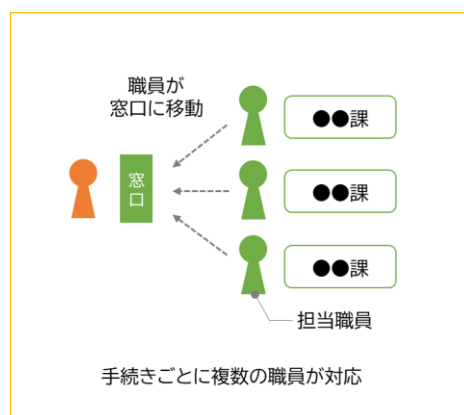 職員が
窓口に移動
●●課
窓口
●●課
●●課
担当職員
手続きごとに複数の職員が対応